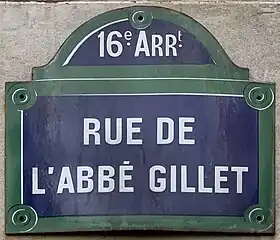 16e ARRt
RUE DE
L'ABBÉ GILLET